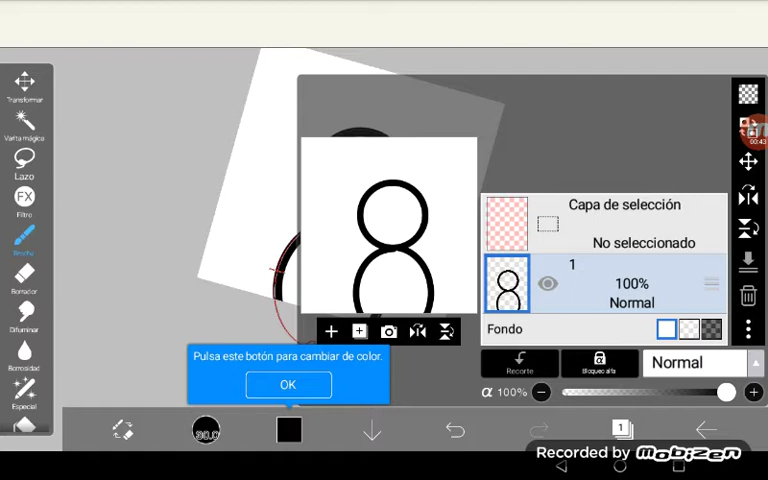 Transformar
Varita mágica
Lazo
FX
Filtro
Brocha
Borrador
Difuminar
Borrosidad
Especial
Pulsa este botón para cambiar de color.
OK
30.0
Capa de selección
No seleccionado
1
100%
Normal
Fondo
Recorte
Bloqueo alfa
Normal
α 100%
1
00:43
Recorded by Mobizen